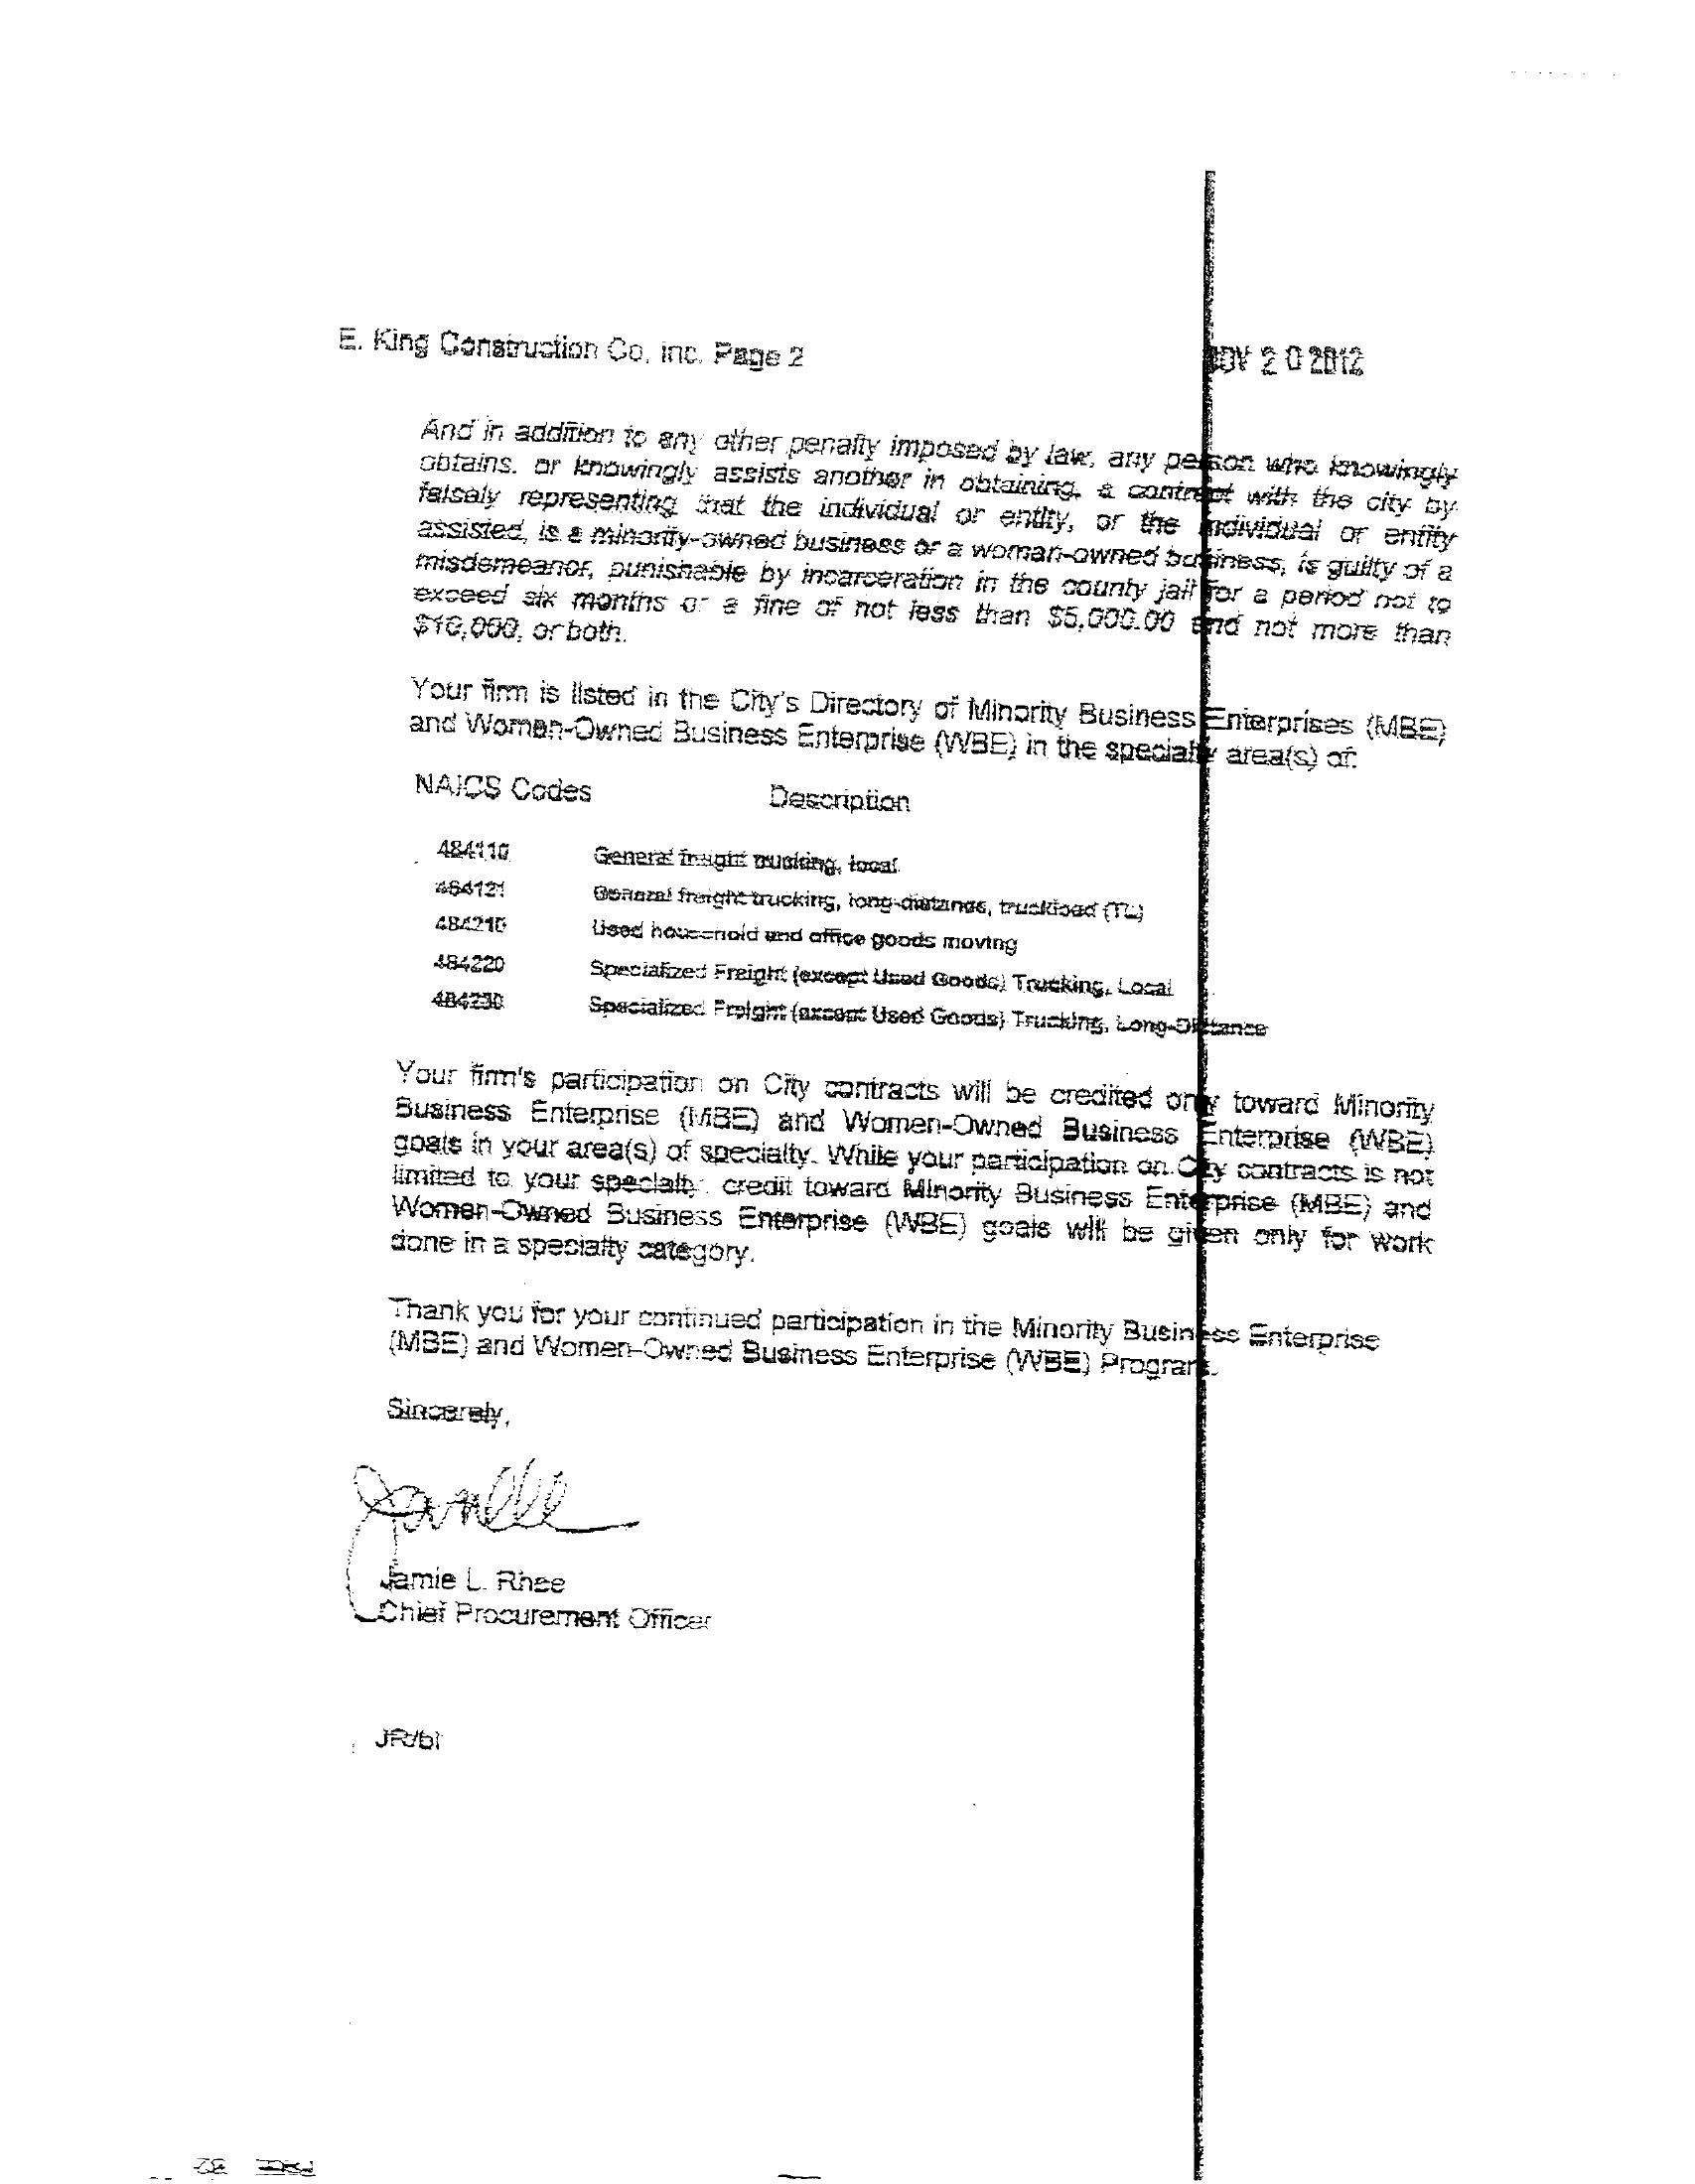 E. King Construction Co. inc. Page 2
NOV 20 2012
And in addition to any other penalty imposed by law, any person who knowingly
obtains, or knowingly assists another in obtaining, a contract with the city by
falsely representing that the individual or entity, or the individual or entity
assisted, is a minority-owned business or a woman-owned business, is guilty of a
misdemeanor, punishable by incarceration in the county jail for a period not to
exceed six months or a fine of not less than $5,000.00 and not more than
$10,000, or both.
Your firm is listed in the City's Directory of Minority Business Enterprises (MBE)
and Women-Owned Business Enterprise (WBE) in the specialty area(s) of:
NAICS Codes Description
484110 General freight trucking, local
484121 General freight trucking, long-distance, truckload (TL)
484210 Used household and office goods moving
484220 Specialized Freight (except Used Goods) Trucking, Local
484230 Specialized Freight (except Used Goods) Trucking, Long-Distance
Your firm's participation on City contracts will be credited only toward Minority
Business Enterprise (MBE) and Women-Owned Business Enterprise (WBE)
goals in your area(s) of specialty. While your participation on City contracts is not
limited to your specialty, credit toward Minority Business Enterprise (MBE) and
Women-Owned Business Enterprise (WBE) goals will be given only for work
done in a specialty category.
Thank you for your continued participation in the Minority Business Enterprise
(MBE) and Women-Owned Business Enterprise (WBE) Program.
Sincerely,
Jamie L. Rhee
Chief Procurement Officer
JR/bl